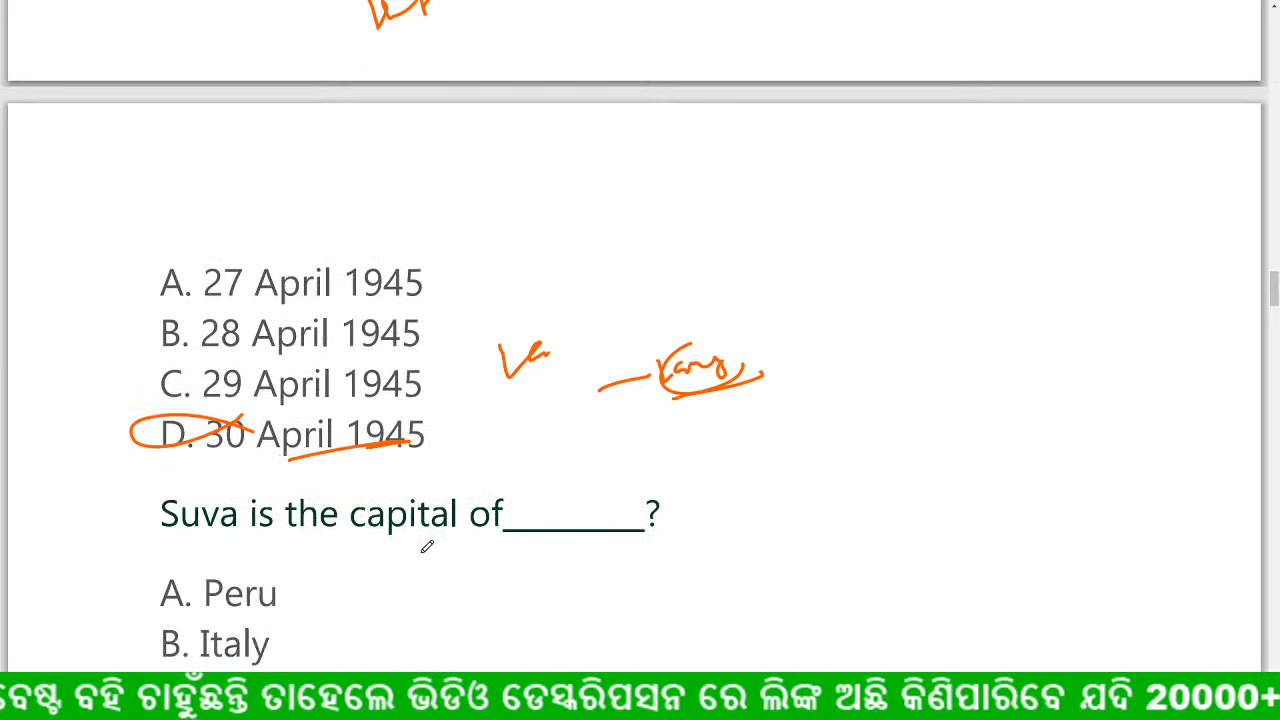 A. 27 April 1945
B. 28 April 1945
C. 29 April 1945
D. 30 April 1945
Suva is the capital of________?
A. Peru
B. Italy
ବେଷ୍ଟ ବହି ଚାହୁଁଛନ୍ତି ତାହେଲେ ଭିଡିଓ ଡେସ୍କରିପସନ ରେ ଲିଙ୍କ ଅଛି କିଣିପାରିବେ ଯଦି 20000+